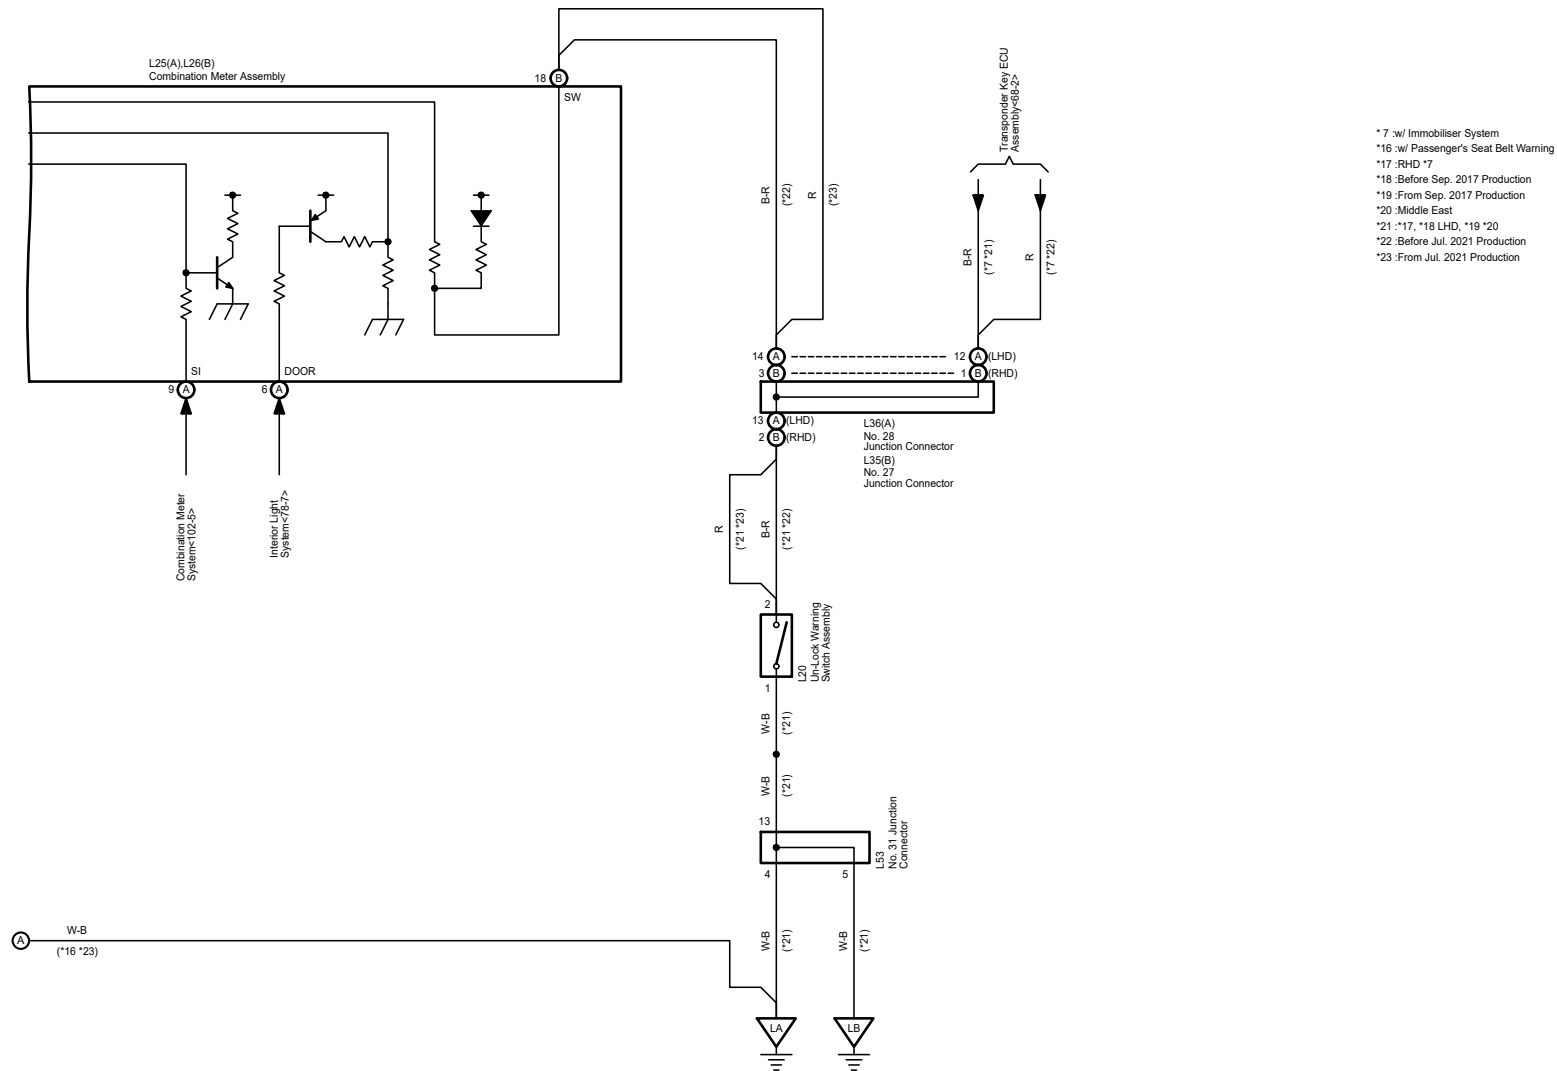 L25(A),L26(B)
Combination Meter Assembly
18 B
SW
SI
DOOR
9 A
6 A
Combination Meter
System<102-5>
Interior Light
System<78-7>
B-R
(*22)
R
(*23)
Transponder Key ECU
Assembly<68-2>
B-R
(*7 *21)
R
(*7 *22)
* 7 :w/ Immobiliser System
*16 :w/ Passenger's Seat Belt Warning
*17 :RHD *7
*18 :Before Sep. 2017 Production
*19 :From Sep. 2017 Production
*20 :Middle East
*21 :*17, *18 LHD, *19 *20
*22 :Before Jul. 2021 Production
*23 :From Jul. 2021 Production
14 A
12 A (LHD)
3 B
1 B (RHD)
13 A (LHD)
2 B (RHD)
L36(A)
No. 28
Junction Connector
L35(B)
No. 27
Junction Connector
R
(*21 *23)
B-R
(*21 *22)
2
L20
Un-Lock Warning
Switch Assembly
1
W-B
(*21)
W-B
(*21)
13
L53
No. 31 Junction
Connector
4
5
A
W-B
(*16 *23)
W-B
(*21)
W-B
(*21)
LA
LB